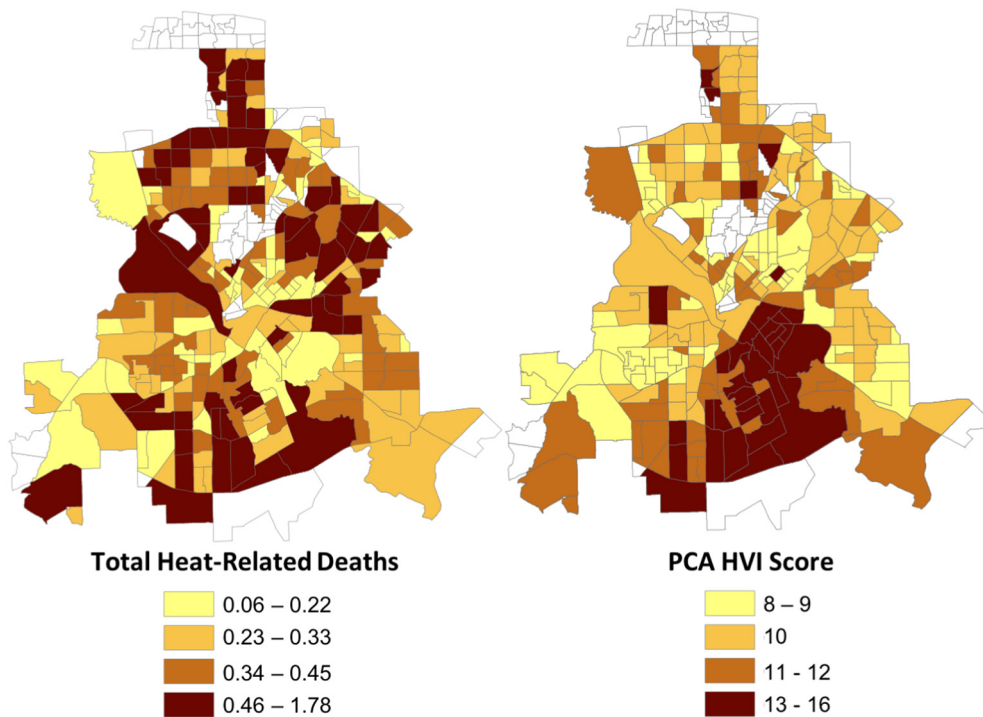 Total Heat-Related Deaths
0.06 – 0.22
0.23 – 0.33
0.34 – 0.45
0.46 – 1.78
PCA HVI Score
8 – 9
10
11 - 12
13 - 16